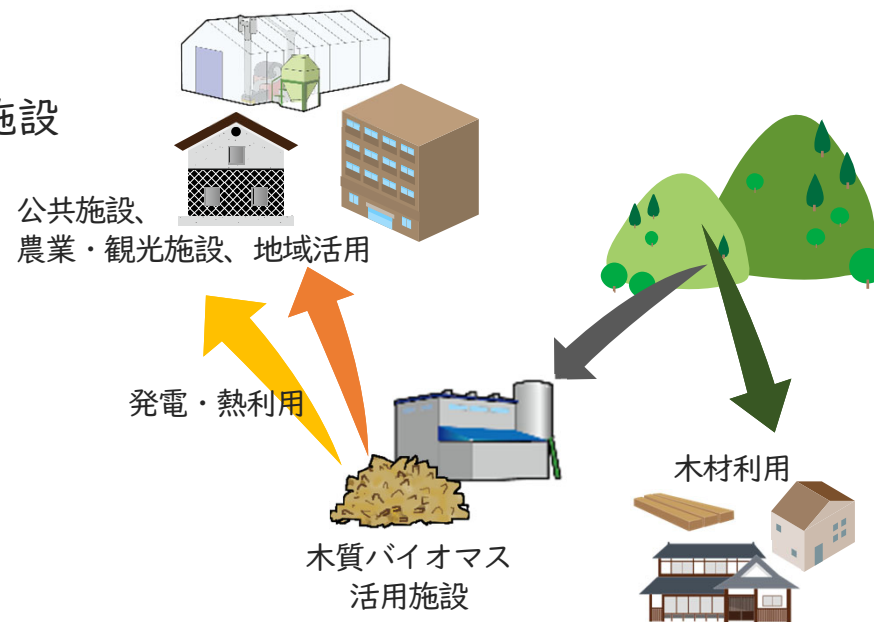 施設
公共施設、
農業・観光施設、地域活用
発電・熱利用
木材利用
木質バイオマス
活用施設